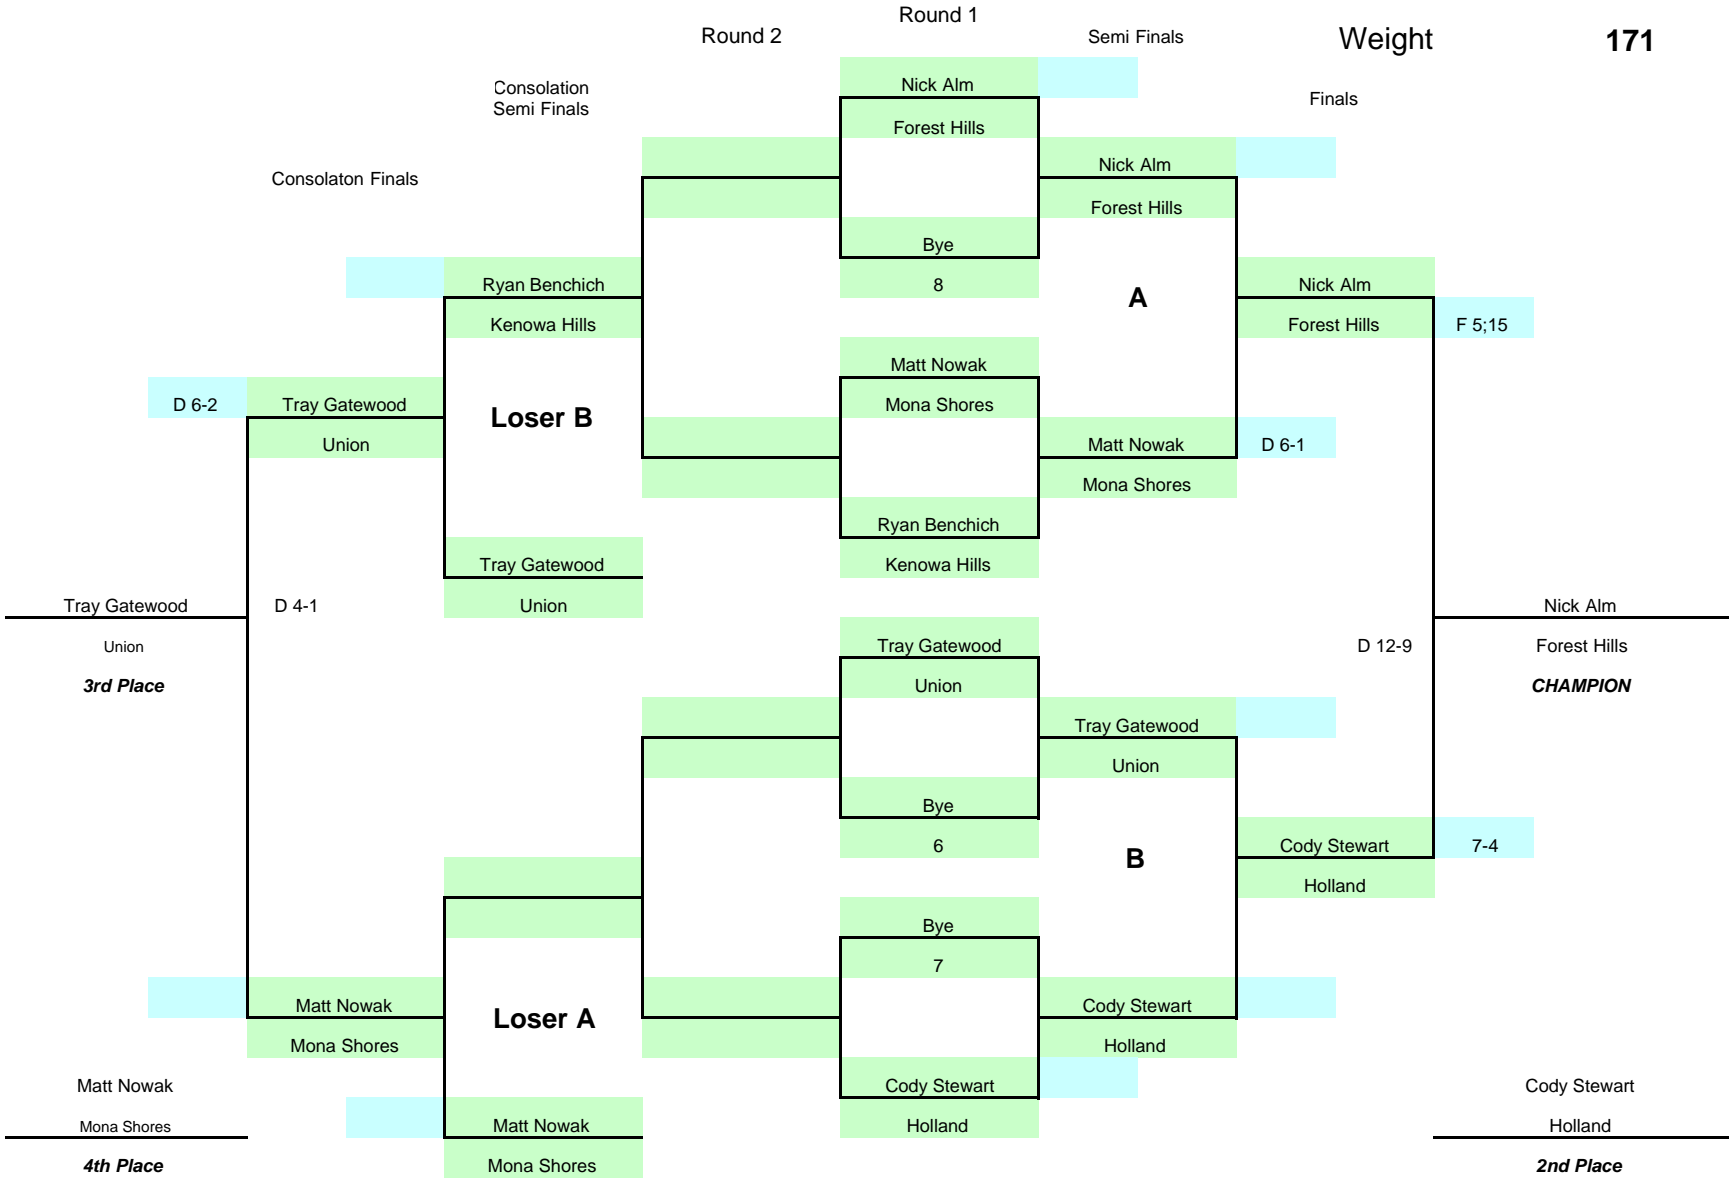 Round 1
Round 2
Semi Finals
Weight 171
Consolation
Semi Finals
Nick Alm
Finals
Forest Hills
Nick Alm
Consolaton Finals
Forest Hills
Bye
Ryan Benchich
8
A
Nick Alm
Kenowa Hills
Forest Hills F 5;15
Matt Nowak
D 6-2 Tray Gatewood
Loser B
Mona Shores
Union
Matt Nowak D 6-1
Mona Shores
Ryan Benchich
Tray Gatewood
Kenowa Hills
Tray Gatewood D 4-1
Union
Nick Alm
Union
Tray Gatewood
D 12-9 Forest Hills
3rd Place
Union
CHAMPION
Tray Gatewood
Union
Bye
6
B
Cody Stewart 7-4
Holland
Bye
7
Matt Nowak
Loser A
Cody Stewart
Mona Shores
Holland
Matt Nowak
Cody Stewart
Cody Stewart
Mona Shores
Matt Nowak
Holland
Holland
4th Place
Mona Shores
2nd Place